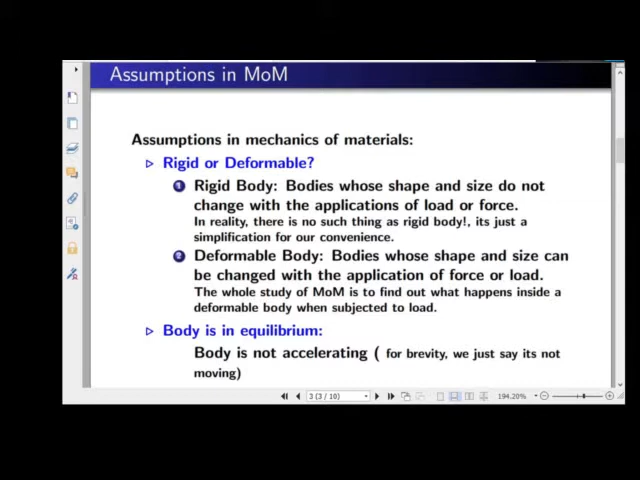 Assumptions in MoM
Assumptions in mechanics of materials:
Rigid or Deformable?
1 Rigid Body: Bodies whose shape and size do not
change with the applications of load or force.
In reality, there is no such thing as rigid body!, its just a
simplification for our convenience.
2 Deformable Body: Bodies whose shape and size can
be changed with the application of force or load.
The whole study of MoM is to find out what happens inside a
deformable body when subjected to load.
Body is in equilibrium:
Body is not accelerating ( for brevity, we just say its not
moving)
3 (3 / 10) 194.20%